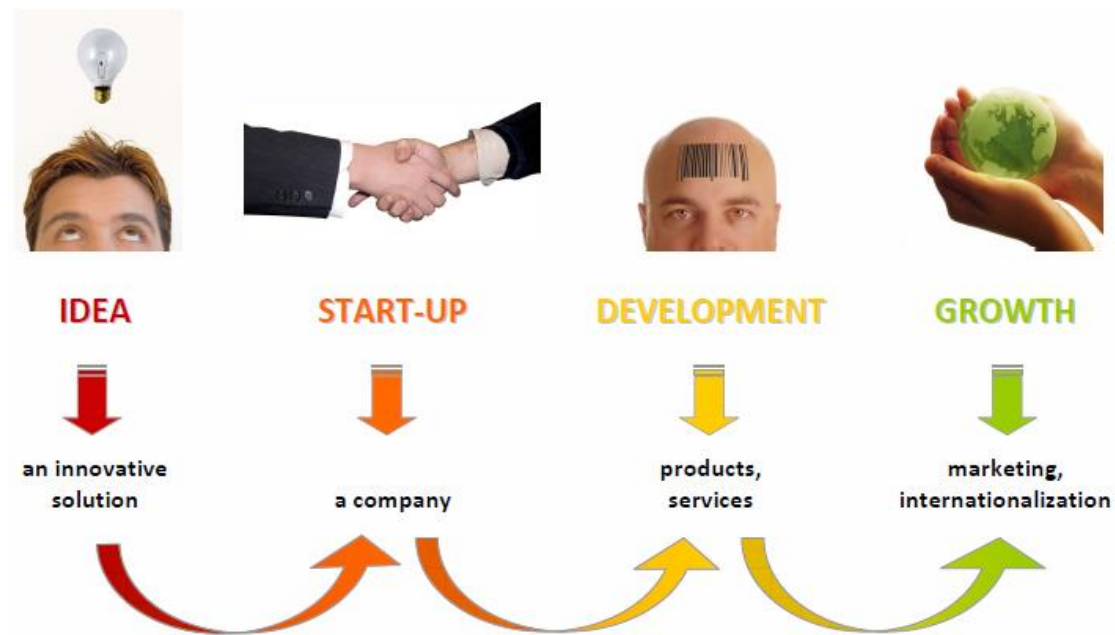 IDEA
START-UP
DEVELOPMENT
GROWTH
an innovative
solution
a company
products,
services
marketing,
internationalization